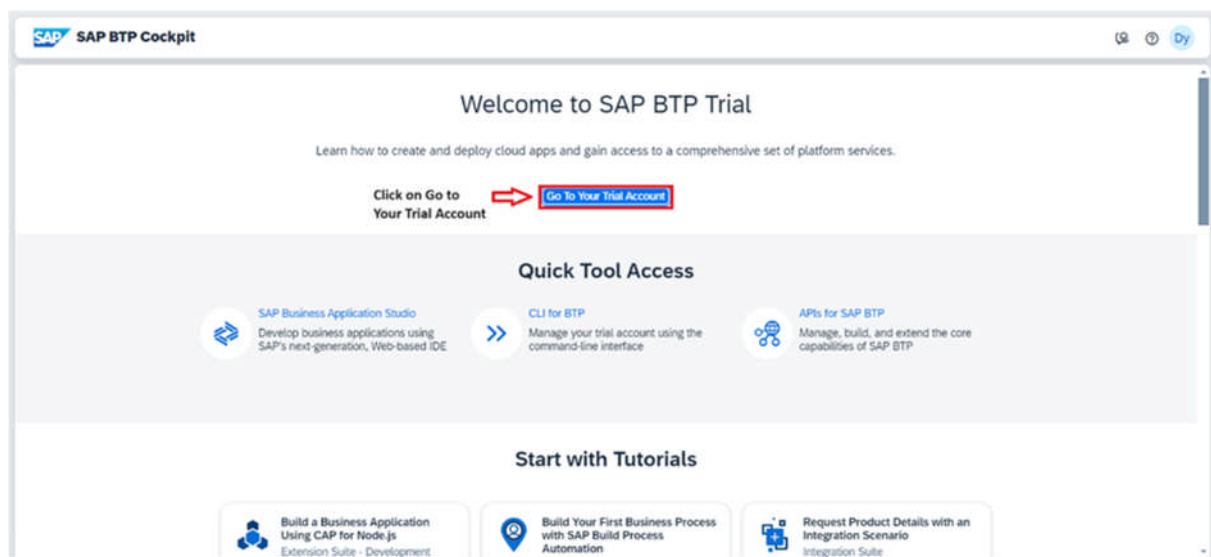 SAP SAP BTP Cockpit
Dy
Welcome to SAP BTP Trial
Learn how to create and deploy cloud apps and gain access to a comprehensive set of platform services.
Click on Go to
Your Trial Account
Go To Your Trial Account
Quick Tool Access
SAP Business Application Studio
Develop business applications using
SAP's next-generation, Web-based IDE
CLI for BTP
Manage your trial account using the
command-line interface
APIs for SAP BTP
Manage, build, and extend the core
capabilities of SAP BTP
Start with Tutorials
Build a Business Application
Using CAP for Node.js
Extension Suite - Development
Build Your First Business Process
with SAP Build Process
Automation
Request Product Details with an
Integration Scenario
Integration Suite